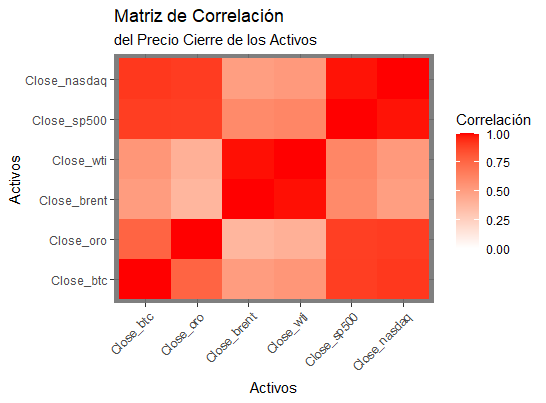 Matriz de Correlación
del Precio Cierre de los Activos
Activos
Close_nasdaq
Close_sp500
Close_wti
Close_brent
Close_oro
Close_btc
Close_btc
Close_oro
Close_brent
Close_wti
Close_sp500
Close_nasdaq
Activos
Correlación
1.00
0.75
0.50
0.25
0.00